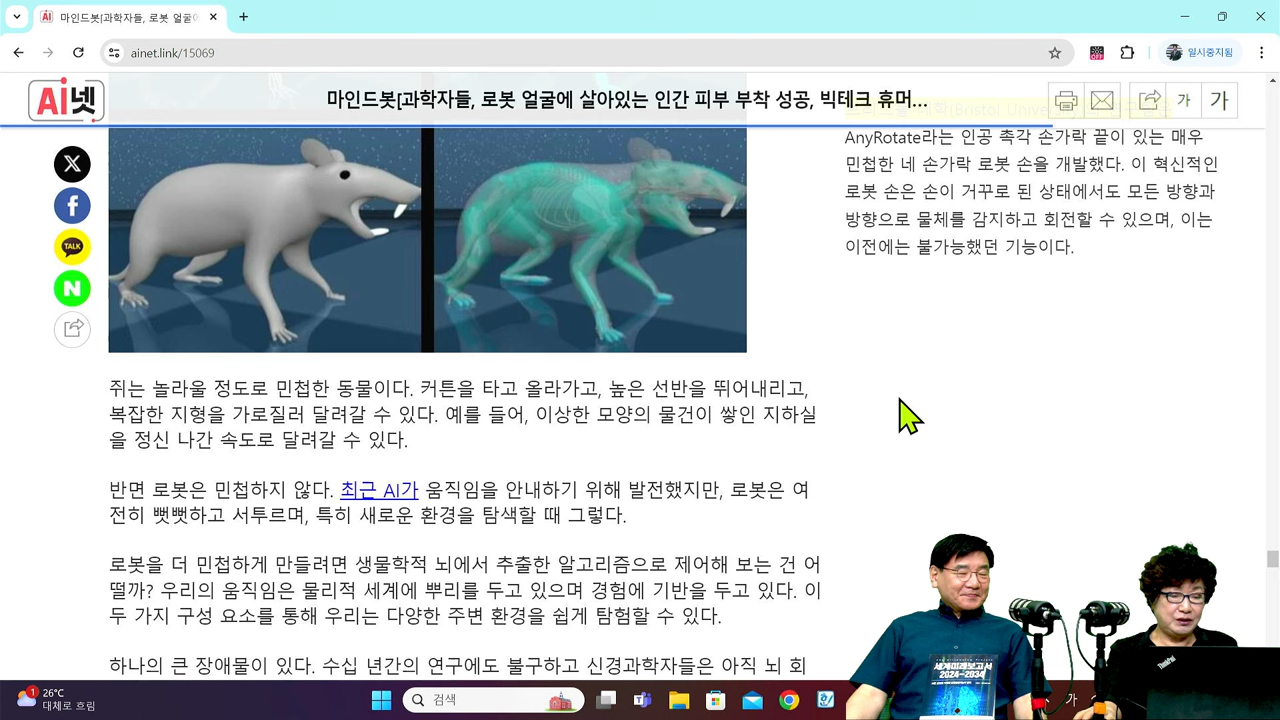 마인드봇[과학자들, 로봇 얼굴에
ainet.link/15069
OFF
일시중지됨
Ai넷
마인드봇[과학자들, 로봇 얼굴에 살아있는 인간 피부 부착 성공, 빅테크 휴머...
가
가
AnyRotate라는 인공 촉각 손가락 끝이 있는 매우
민첩한 네 손가락 로봇 손을 개발했다. 이 혁신적인
로봇 손은 손이 거꾸로 된 상태에서도 모든 방향과
방향으로 물체를 감지하고 회전할 수 있으며, 이는
이전에는 불가능했던 기능이다.
TALK
N
쥐는 놀라울 정도로 민첩한 동물이다. 커튼을 타고 올라가고, 높은 선반을 뛰어내리고,
복잡한 지형을 가로질러 달려갈 수 있다. 예를 들어, 이상한 모양의 물건이 쌓인 지하실
을 정신 나간 속도로 달려갈 수 있다.
반면 로봇은 민첩하지 않다. 최근 AI가 움직임을 안내하기 위해 발전했지만, 로봇은 여
전히 뻣뻣하고 서투르며, 특히 새로운 환경을 탐색할 때 그렇다.
로봇을 더 민첩하게 만들려면 생물학적 뇌에서 추출한 알고리즘으로 제어해 보는 건 어
떨까? 우리의 움직임은 물리적 세계에 뿌리를 두고 있으며 경험에 기반을 두고 있다. 이
두 가지 구성 요소를 통해 우리는 다양한 주변 환경을 쉽게 탐험할 수 있다.
하나의 큰 장애물이 있다. 수십 년간의 연구에도 불구하고 신경과학자들은 아직 뇌 회
세계미래보고서
2024-2034
ThinkPad
1
26°C
대체로 흐림
검색
가